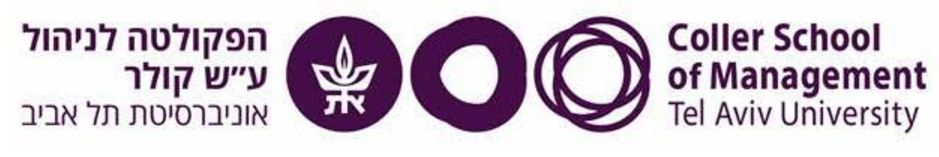 הפקולטה לניהול
ע״ש קולר
אוניברסיטת תל אביב
את
Coller School
of Management
Tel Aviv University